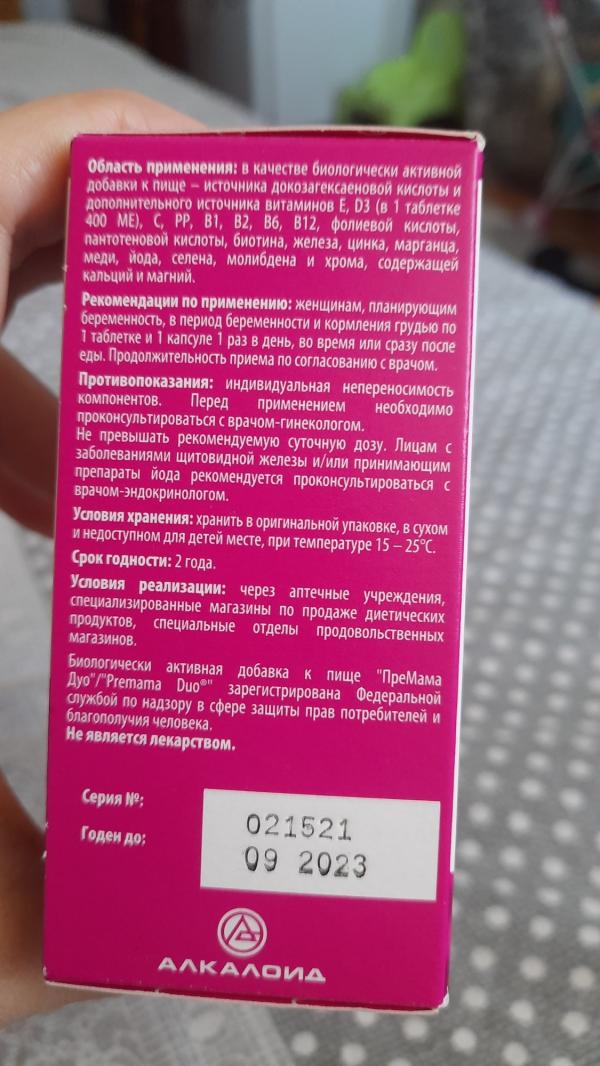 Область применения: в качестве биологически активной
добавки к пище – источника докозагексаеновой кислоты и
дополнительного источника витаминов Е, D3 (в 1 таблетке
400 МЕ), С, РР, В1, В2, В6, В12, фолиевой кислоты,
пантотеновой кислоты, биотина, железа, цинка, марганца,
меди, йода, селена, молибдена и хрома, содержащей
кальций и магний.
Рекомендации по применению: женщинам, планирующим
беременность, в период беременности и кормления грудью по
1 таблетке и 1 капсуле 1 раз в день, во время или сразу после
еды. Продолжительность приема по согласованию с врачом.
Противопоказания: индивидуальная непереносимость
компонентов. Перед применением необходимо
проконсультироваться с врачом-гинекологом.
Не превышать рекомендуемую суточную дозу. Лицам с
заболеваниями щитовидной железы и/или принимающим
препараты йода рекомендуется проконсультироваться с
врачом-эндокринологом.
Условия хранения: хранить в оригинальной упаковке, в сухом
и недоступном для детей месте, при температуре 15 – 25°С.
Срок годности: 2 года.
Условия реализации: через аптечные учреждения,
специализированные магазины по продаже диетических
продуктов, специальные отделы продовольственных
магазинов.
Биологически активная добавка к пище "ПреМама
Дуо"/"Premama Duo®" зарегистрирована Федеральной
службой по надзору в сфере защиты прав потребителей и
благополучия человека.
Не является лекарством.
Серия №: 021521
Годен до: 09 2023
АЛКАЛОИД